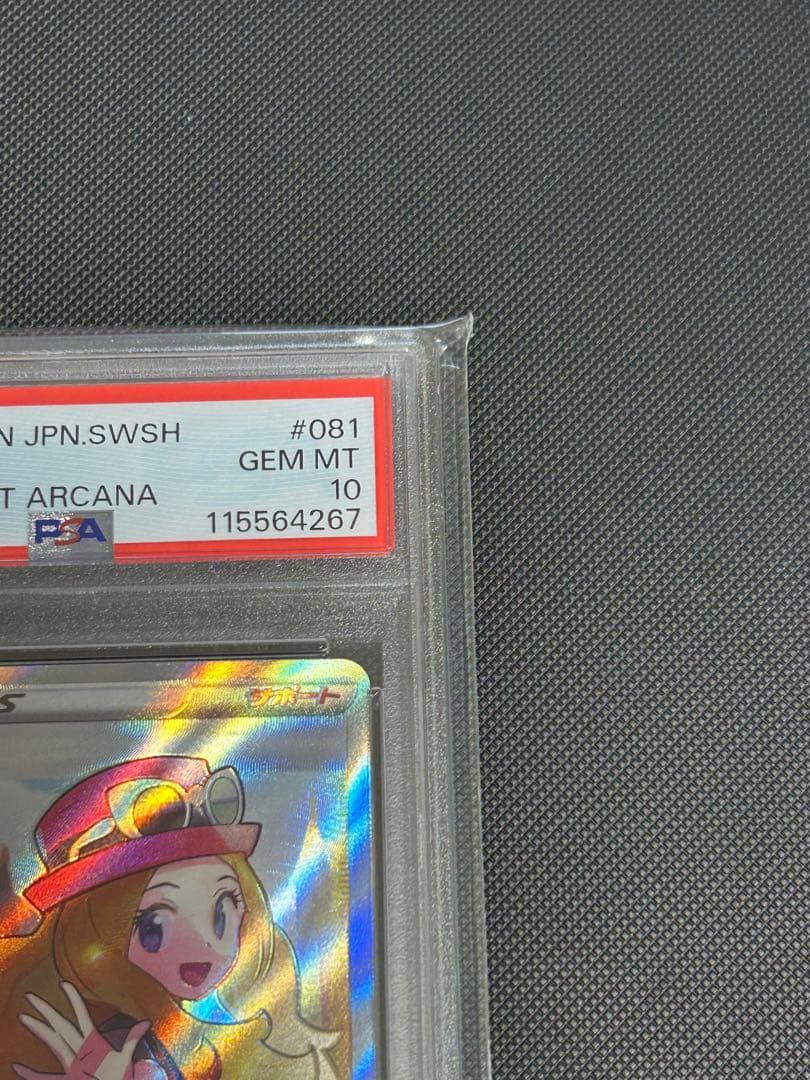 N JPN.SWSH #081
GEM MT
T ARCANA 10
PSA 115564267
S サポート